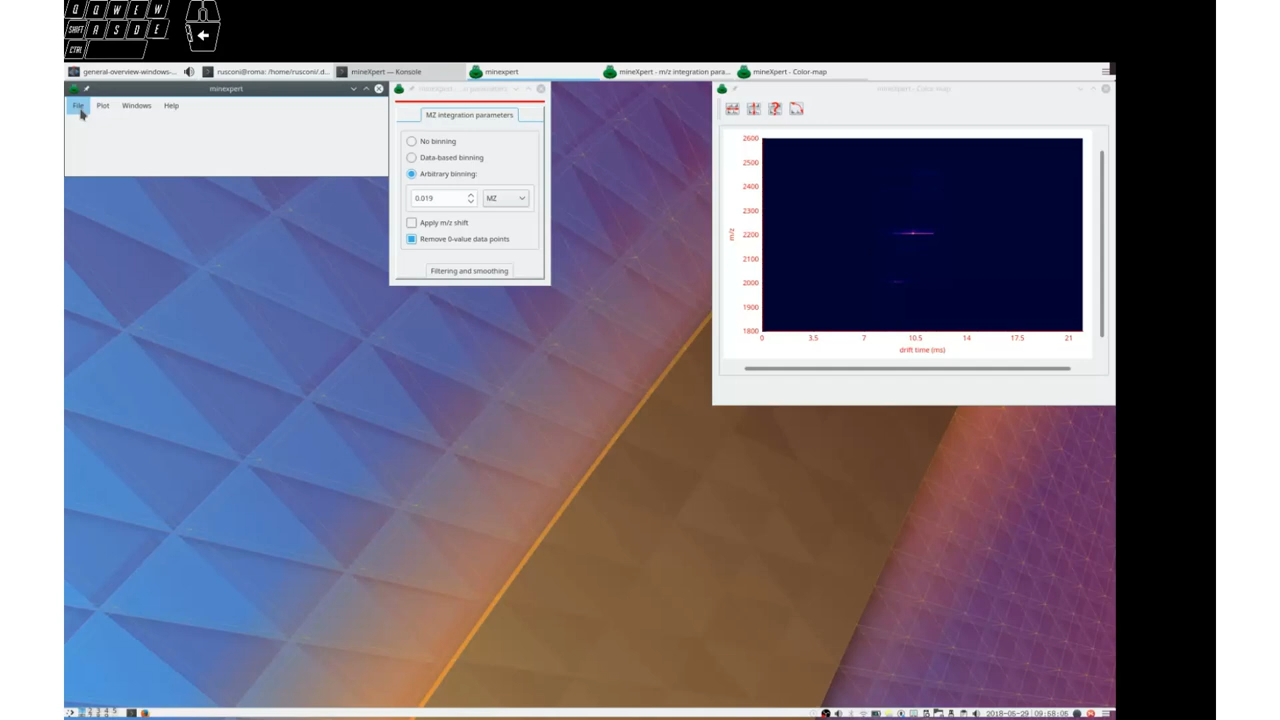 Q Q W E W
SHIFT A S D E
CTRL
general-overview-windows-... rusconi@roma: /home/rusconi/.d... mineXpert — Konsole minexpert mineXpert - m/z integration para... mineXpert - Color-map
minexpert
File Plot Windows Help
MZ integration parameters
No binning
Data-based binning
Arbitrary binning:
0.019 MZ
Apply m/z shift
Remove 0-value data points
Filtering and smoothing
mineXpert - Color-map
2600
2500
2400
2300
2200
2100
2000
1900
1800
m/z
0 3.5 7 10.5 14 17.5 21
drift time (ms)
2018-05-29